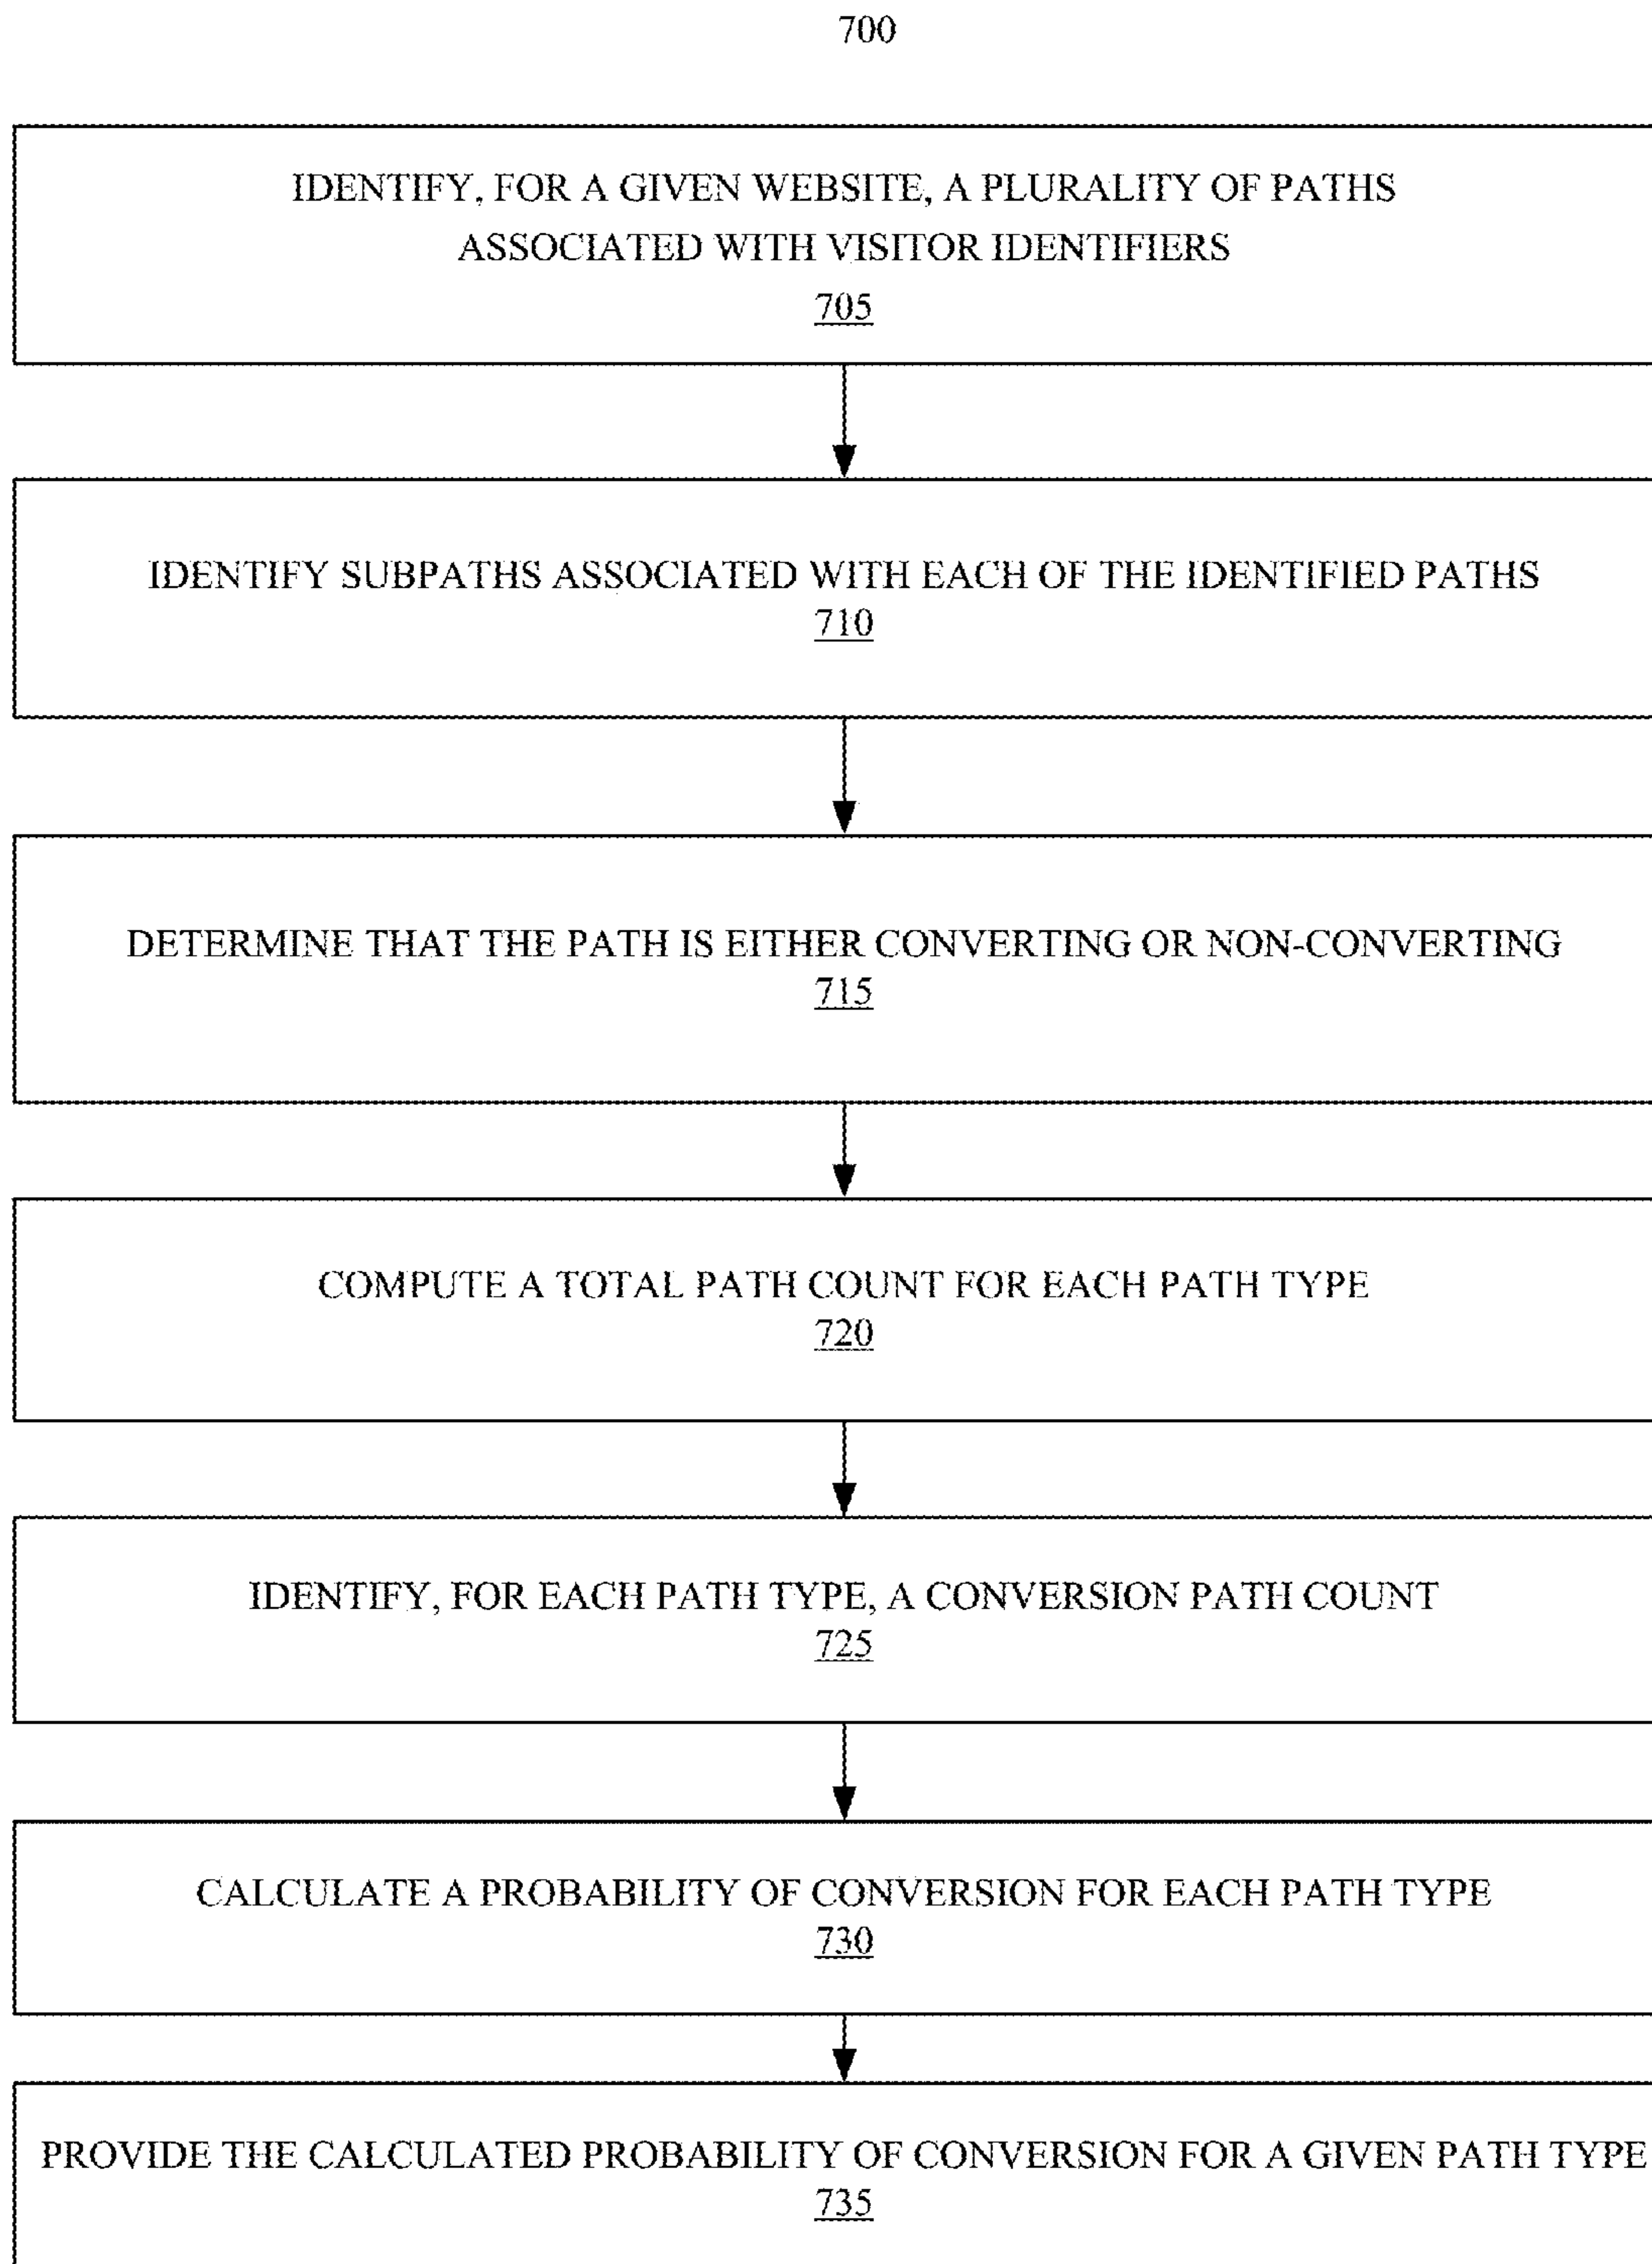 700
IDENTIFY, FOR A GIVEN WEBSITE, A PLURALITY OF PATHS
ASSOCIATED WITH VISITOR IDENTIFIERS
705
IDENTIFY SUBPATHS ASSOCIATED WITH EACH OF THE IDENTIFIED PATHS
710
DETERMINE THAT THE PATH IS EITHER CONVERTING OR NON-CONVERTING
715
COMPUTE A TOTAL PATH COUNT FOR EACH PATH TYPE
720
IDENTIFY, FOR EACH PATH TYPE, A CONVERSION PATH COUNT
725
CALCULATE A PROBABILITY OF CONVERSION FOR EACH PATH TYPE
730
PROVIDE THE CALCULATED PROBABILITY OF CONVERSION FOR A GIVEN PATH TYPE
735